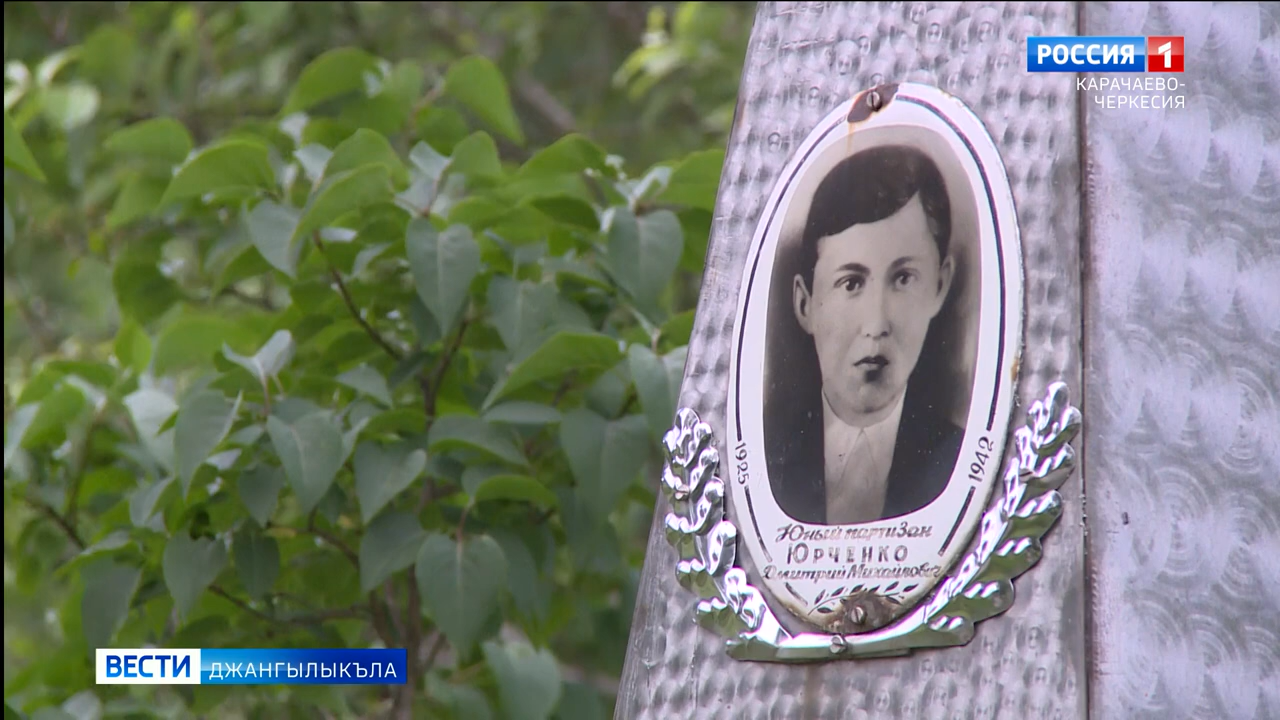 РОССИЯ 1
КАРАЧАЕВО-
ЧЕРКЕСИЯ
1925
1942
Юный партизан
ЮРЧЕНКО
Дмитрий Михайлович
ВЕСТИ ДЖАНГЫЛЫКЪЛА